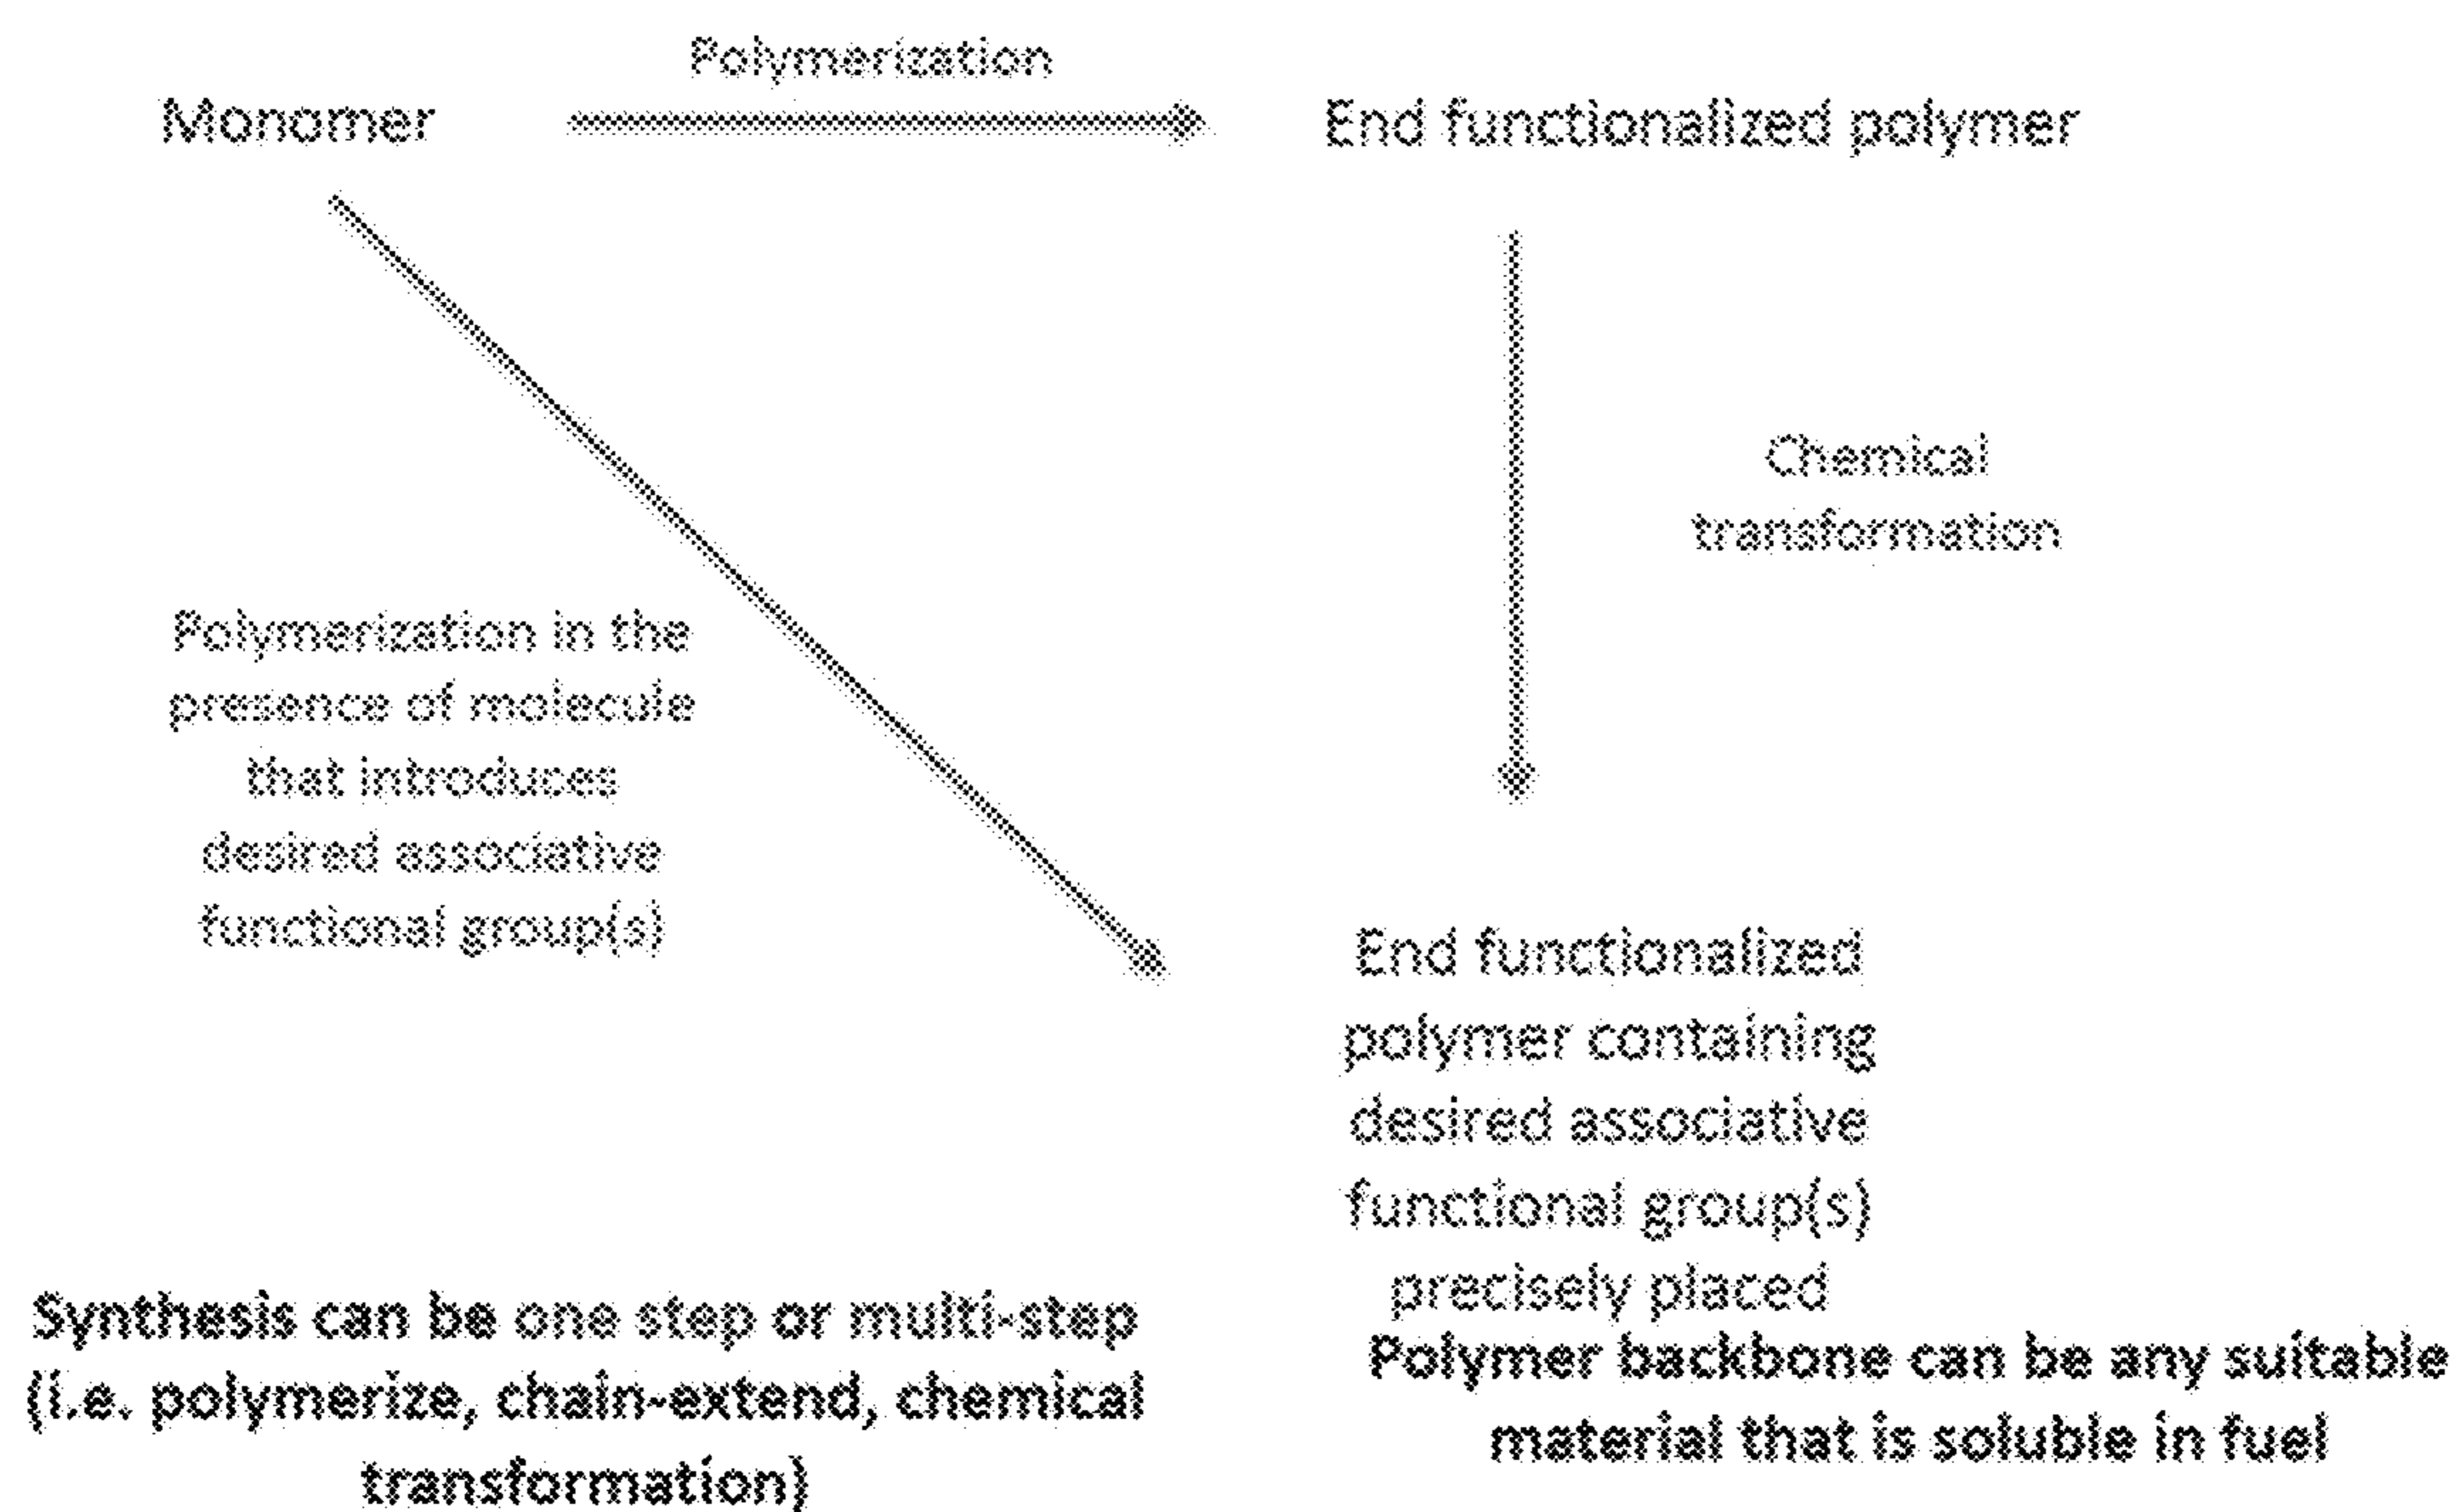 Polymerization
Monomer
End functionalized polymer
Chemical
transformation
Polymerization in the
presence of molecule
that introduces
desired associative
functional group(s)
End functionalized
polymer containing
desired associative
functional group(s)
precisely placed
Synthesis can be one step or multi-step
(i.e. polymerize, chain-extend, chemical
transformation)
Polymer backbone can be any suitable
material that is soluble in fuel